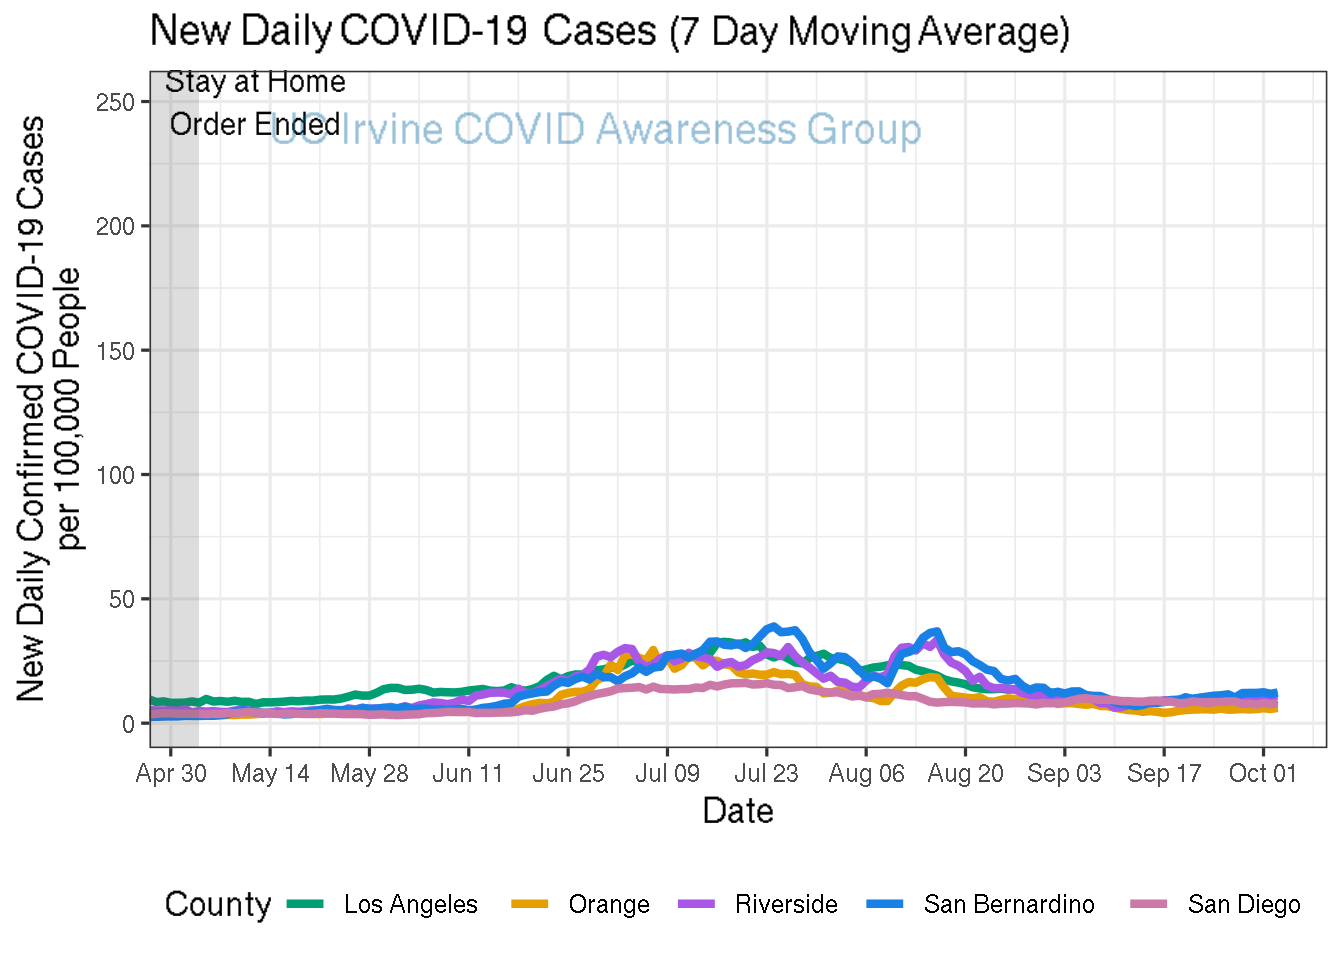 New Daily COVID-19 Cases (7 Day Moving Average)
Stay at Home
Order Ended
UC Irvine COVID Awareness Group
New Daily Confirmed COVID-19 Cases
per 100,000 People
250
200
150
100
50
0
Apr 30 May 14 May 28 Jun 11 Jun 25 Jul 09 Jul 23 Aug 06 Aug 20 Sep 03 Sep 17 Oct 01
Date
County Los Angeles Orange Riverside San Bernardino San Diego